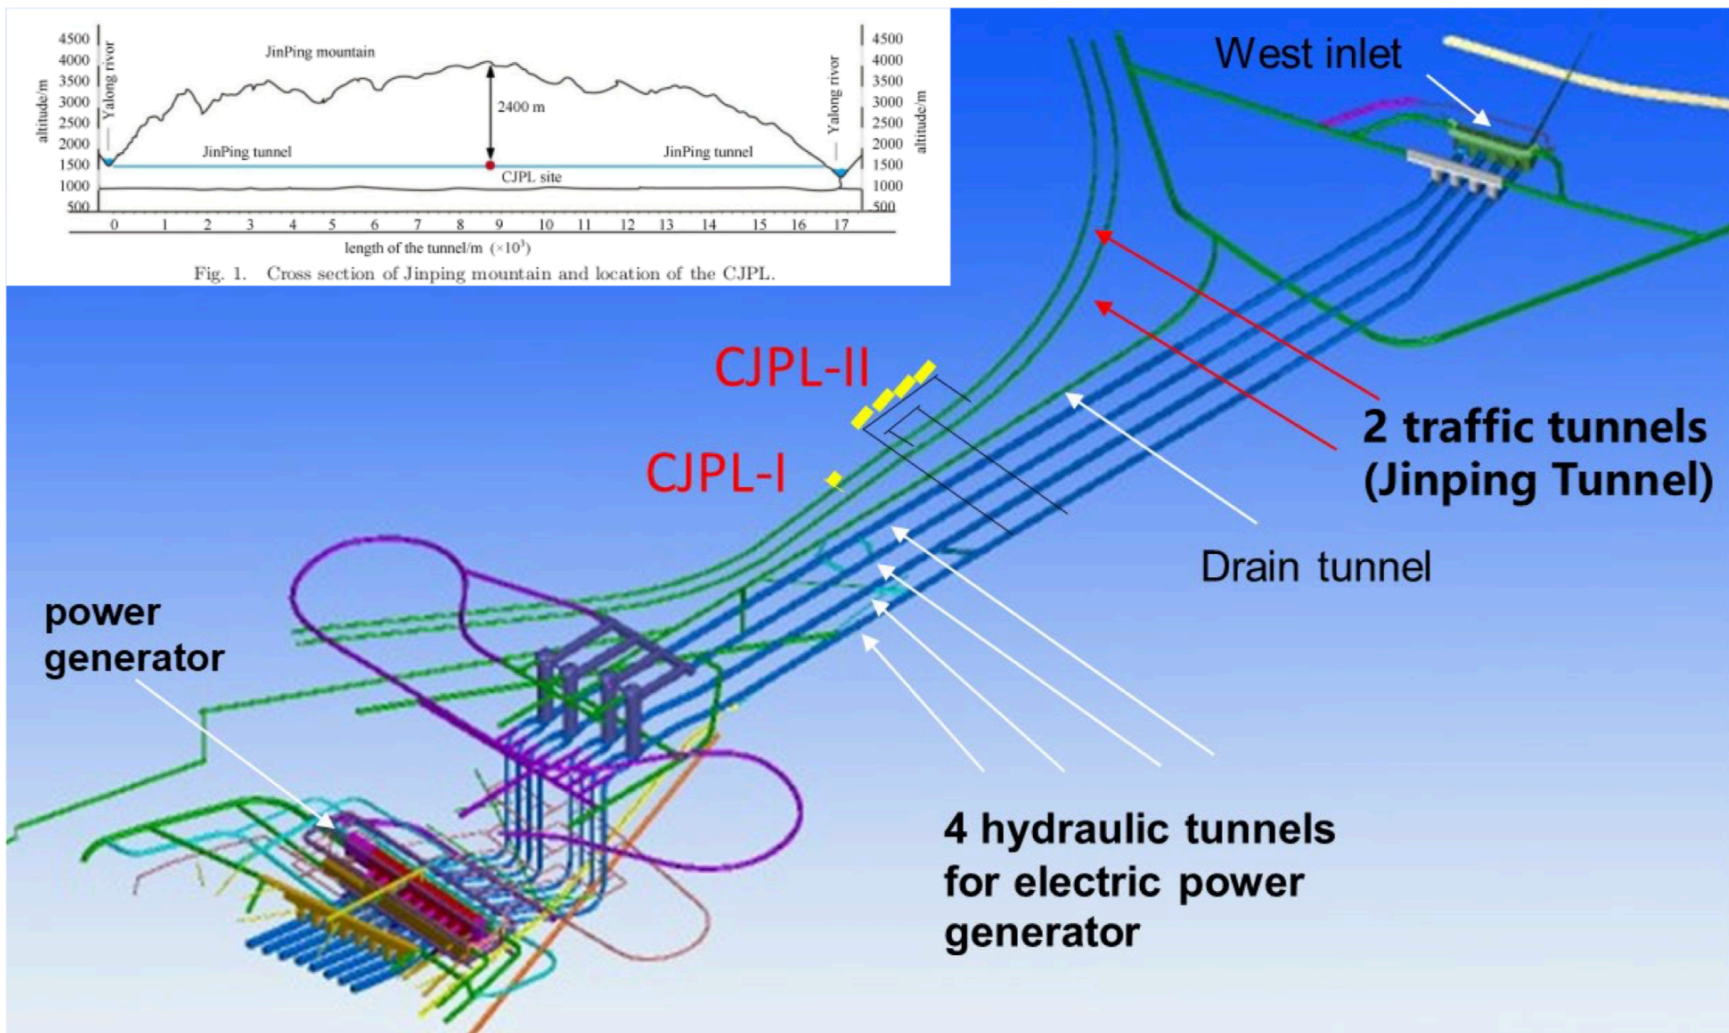 4500
4000
3500
3000
2500
2000
1500
1000
500
altitude/m
Yalong rivor
JinPing mountain
2400 m
JinPing tunnel
JinPing tunnel
CJPL site
Yalong rivor
4500
4000
3500
3000
2500
2000
1500
1000
500
altitude/m
0 1 2 3 4 5 6 7 8 9 10 11 12 13 14 15 16 17
length of the tunnel/m (×10³)
Fig. 1. Cross section of Jinping mountain and location of the CJPL.
West inlet
CJPL-II
CJPL-I
2 traffic tunnels
(Jinping Tunnel)
Drain tunnel
power
generator
4 hydraulic tunnels
for electric power
generator